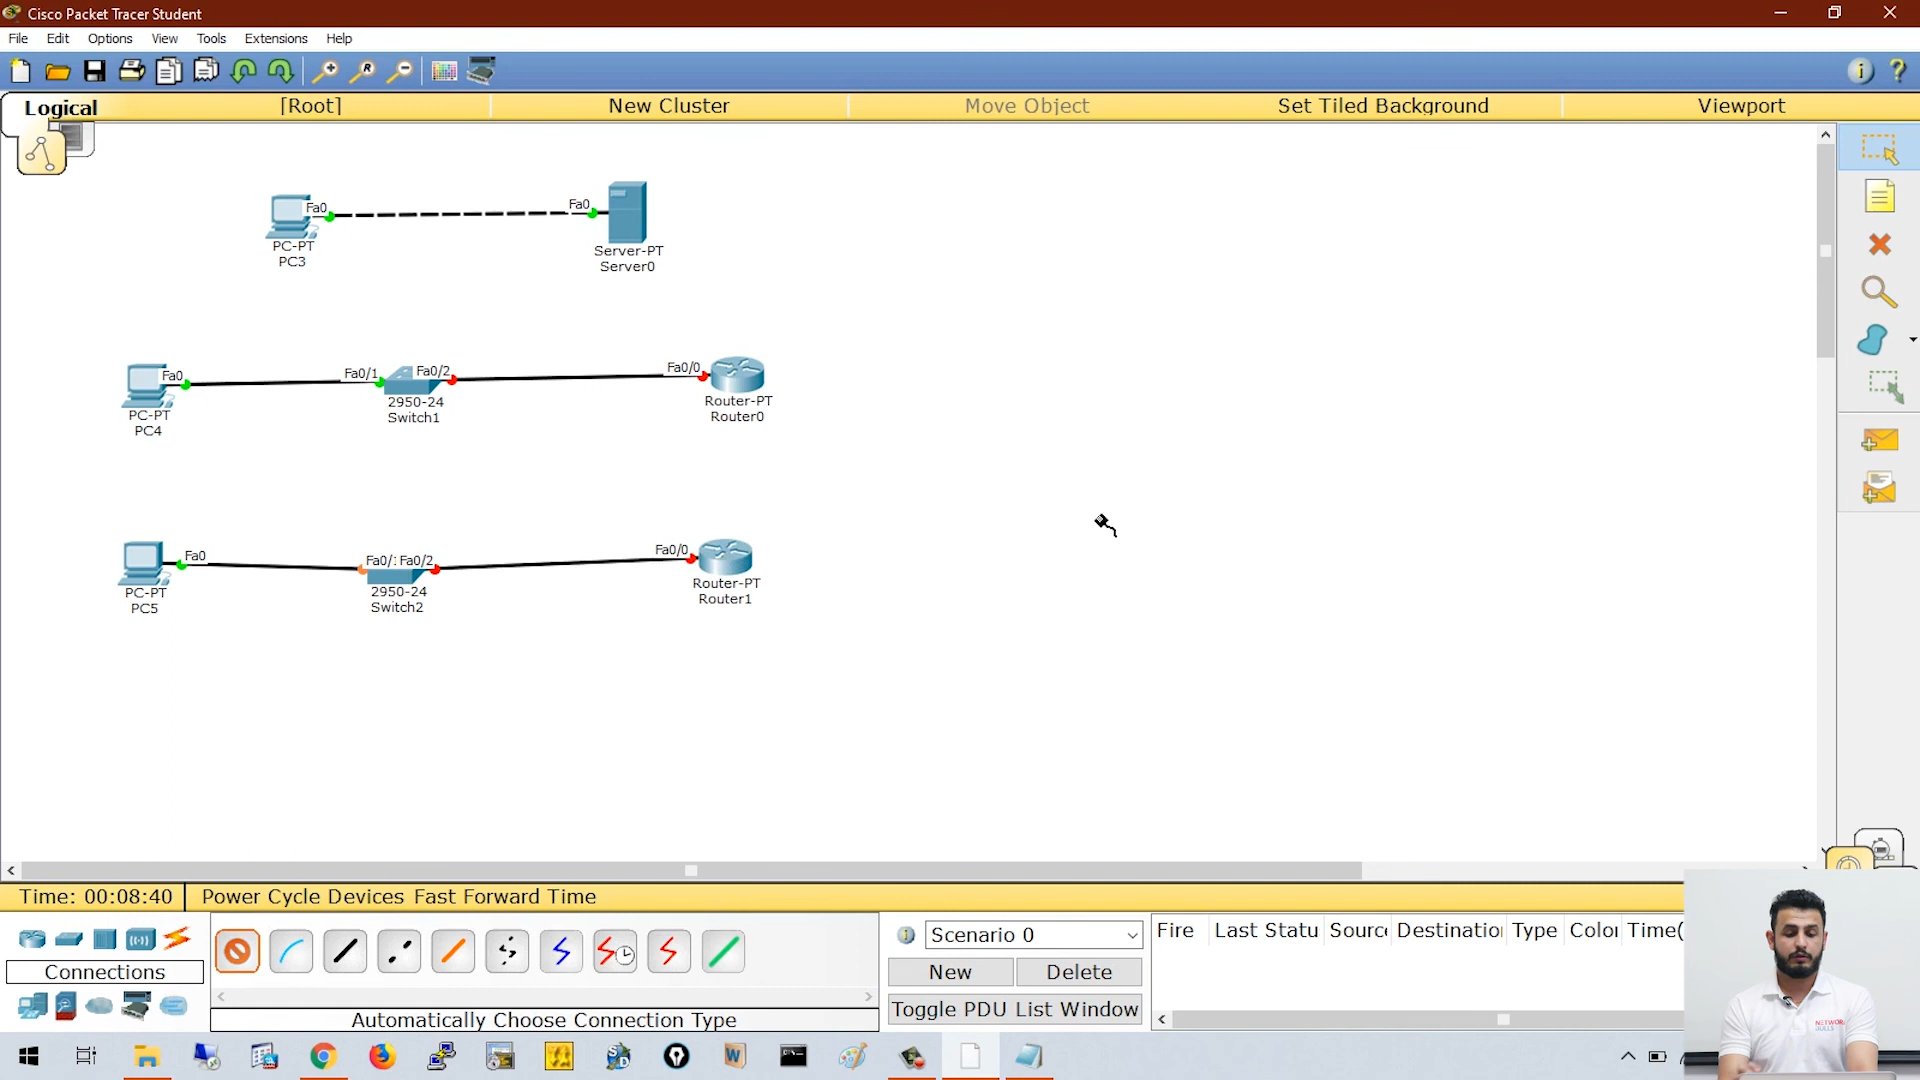 Cisco Packet Tracer Student
File Edit Options View Tools Extensions Help
Logical [Root] New Cluster Move Object Set Tiled Background Viewport
Fa0 Fa0
PC-PT
PC3
Server-PT
Server0
Fa0 Fa0/1 Fa0/2 Fa0/0
PC-PT
PC4
2950-24
Switch1
Router-PT
Router0
Fa0 Fa0/ Fa0/2 Fa0/0
PC-PT
PC5
2950-24
Switch2
Router-PT
Router1
Time: 00:08:40 Power Cycle Devices Fast Forward Time
Connections
Automatically Choose Connection Type
Scenario 0
New Delete
Toggle PDU List Window
Fire Last Statu Source Destination Type Color Time(